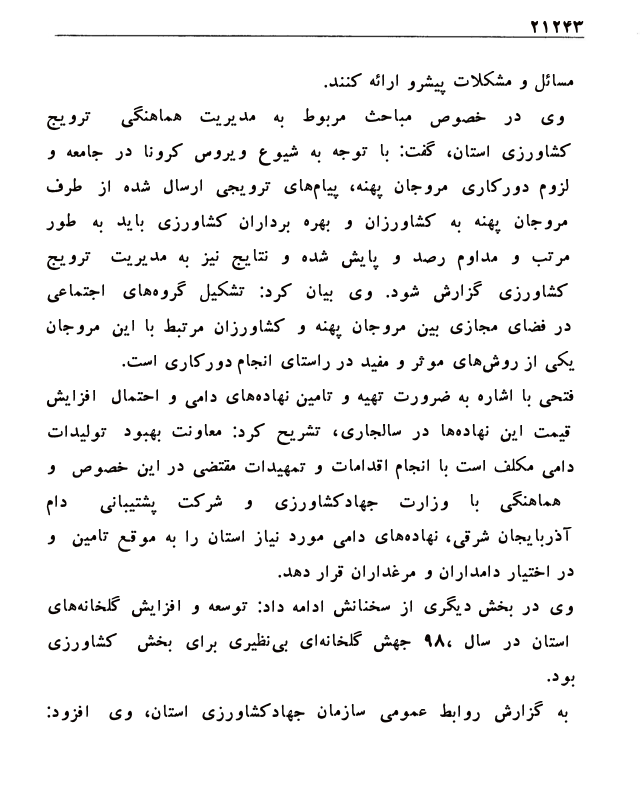 ۲۱۲۴۳
مسائل و مشکلات پیشرو ارائه کنند.
وی در خصوص مباحث مربوط به مدیریت هماهنگی ترویج
کشاورزی استان، گفت: با توجه به شیوع ویروس کرونا در جامعه و
لزوم دورکاری مروجان پهنه، پیام‌های ترویجی ارسال شده از طرف
مروجان پهنه به کشاورزان و بهره برداران کشاورزی باید به طور
مرتب و مداوم رصد و پایش شده و نتایج نیز به مدیریت ترویج
کشاورزی گزارش شود. وی بیان کرد: تشکیل گروه‌های اجتماعی
در فضای مجازی بین مروجان پهنه و کشاورزان مرتبط با این مروجان
یکی از روش‌های موثر و مفید در راستای انجام دورکاری است.
فتحی با اشاره به ضرورت تهیه و تامین نهاده‌های دامی و احتمال افزایش
قیمت این نهاده‌ها در سالجاری، تشریح کرد: معاونت بهبود تولیدات
دامی مکلف است با انجام اقدامات و تمهیدات مقتضی در این خصوص و
هماهنگی با وزارت جهادکشاورزی و شرکت پشتیبانی دام
آذربایجان شرقی، نهاده‌های دامی مورد نیاز استان را به موقع تامین و
در اختیار دامداران و مرغداران قرار دهد.
وی در بخش دیگری از سخنانش ادامه داد: توسعه و افزایش گلخانه‌های
استان در سال ،۹۸ جهش گلخانه‌ای بی‌نظیری برای بخش کشاورزی
بود.
به گزارش روابط عمومی سازمان جهادکشاورزی استان، وی افزود: